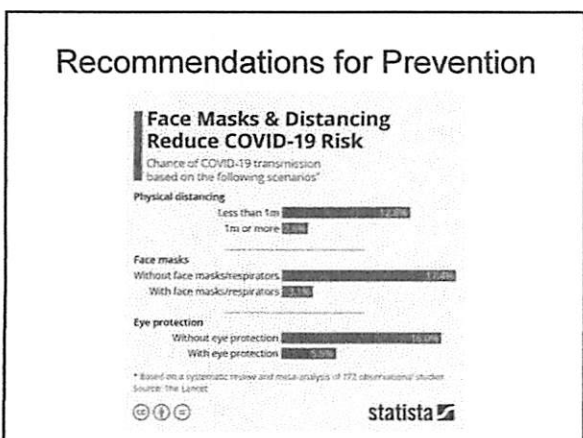 Recommendations for Prevention
Face Masks & Distancing
Reduce COVID-19 Risk
Chance of COVID-19 transmission
based on the following scenarios*
Physical distancing
Less than 1m 12.8%
1m or more
Face masks
Without face masks/respirators 17.4%
With face masks/respirators 3.1%
Eye protection
Without eye protection 16.0%
With eye protection 5.5%
* Based on a systematic review and meta-analysis of 172 observational studies
Source: The Lancet
statista